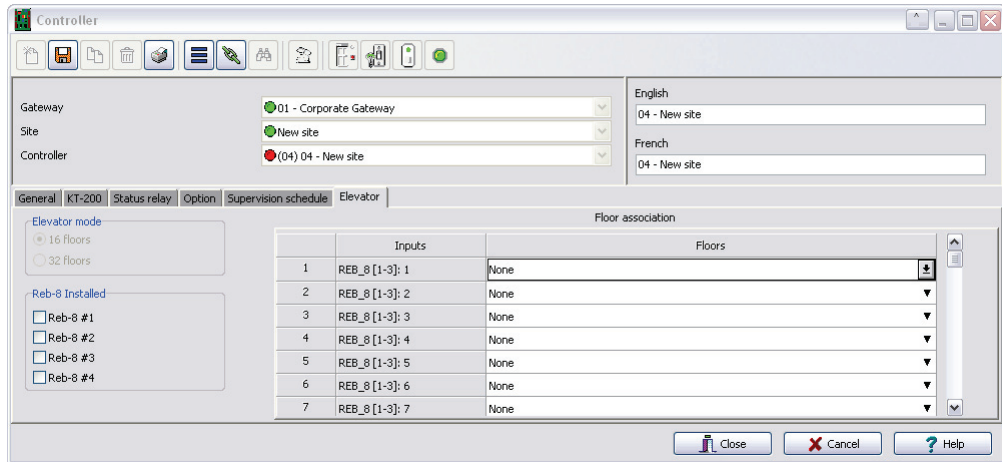 Controller
Gateway
01 - Corporate Gateway
Site
New site
Controller
(04) 04 - New site
English
04 - New site
French
04 - New site
General KT-200 Status relay Option Supervision schedule Elevator
Elevator mode
16 floors
32 floors
Reb-8 Installed
Reb-8 #1
Reb-8 #2
Reb-8 #3
Reb-8 #4
Floor association
Inputs Floors
1 REB_8 [1-3]: 1 None
2 REB_8 [1-3]: 2 None
3 REB_8 [1-3]: 3 None
4 REB_8 [1-3]: 4 None
5 REB_8 [1-3]: 5 None
6 REB_8 [1-3]: 6 None
7 REB_8 [1-3]: 7 None
Close Cancel Help